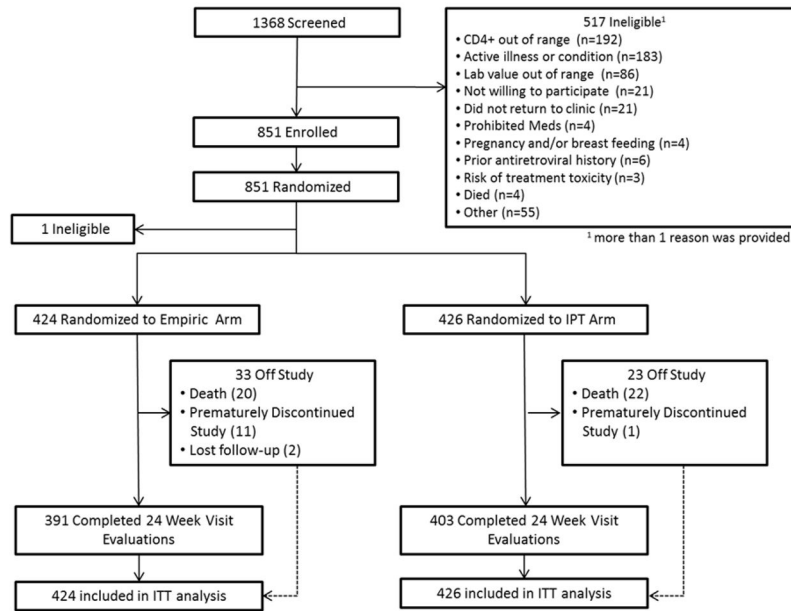 1368 Screened
517 Ineligible¹
• CD4+ out of range (n=192)
• Active illness or condition (n=183)
• Lab value out of range (n=86)
• Not willing to participate (n=21)
• Did not return to clinic (n=21)
• Prohibited Meds (n=4)
• Pregnancy and/or breast feeding (n=4)
• Prior antiretroviral history (n=6)
• Risk of treatment toxicity (n=3)
• Died (n=4)
• Other (n=55)
¹ more than 1 reason was provided
851 Enrolled
851 Randomized
1 Ineligible
424 Randomized to Empiric Arm
426 Randomized to IPT Arm
33 Off Study
• Death (20)
• Prematurely Discontinued
Study (11)
• Lost follow-up (2)
23 Off Study
• Death (22)
• Prematurely Discontinued
Study (1)
391 Completed 24 Week Visit
Evaluations
403 Completed 24 Week Visit
Evaluations
424 included in ITT analysis
426 included in ITT analysis